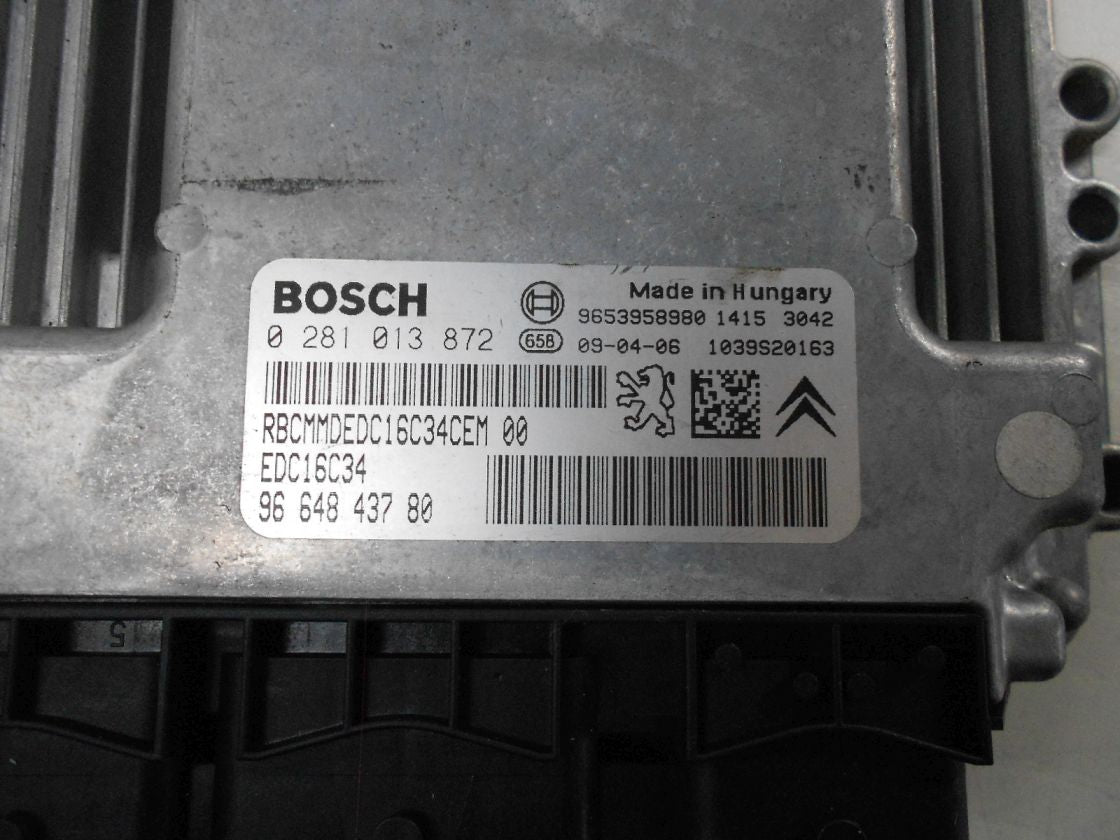 BOSCH
Made in Hungary
9653958980 1415 3042
0 281 013 872
658
09-04-06 1039S20163
RBCMMDEDC16C34CEM 00
EDC16C34
96 648 437 80
5